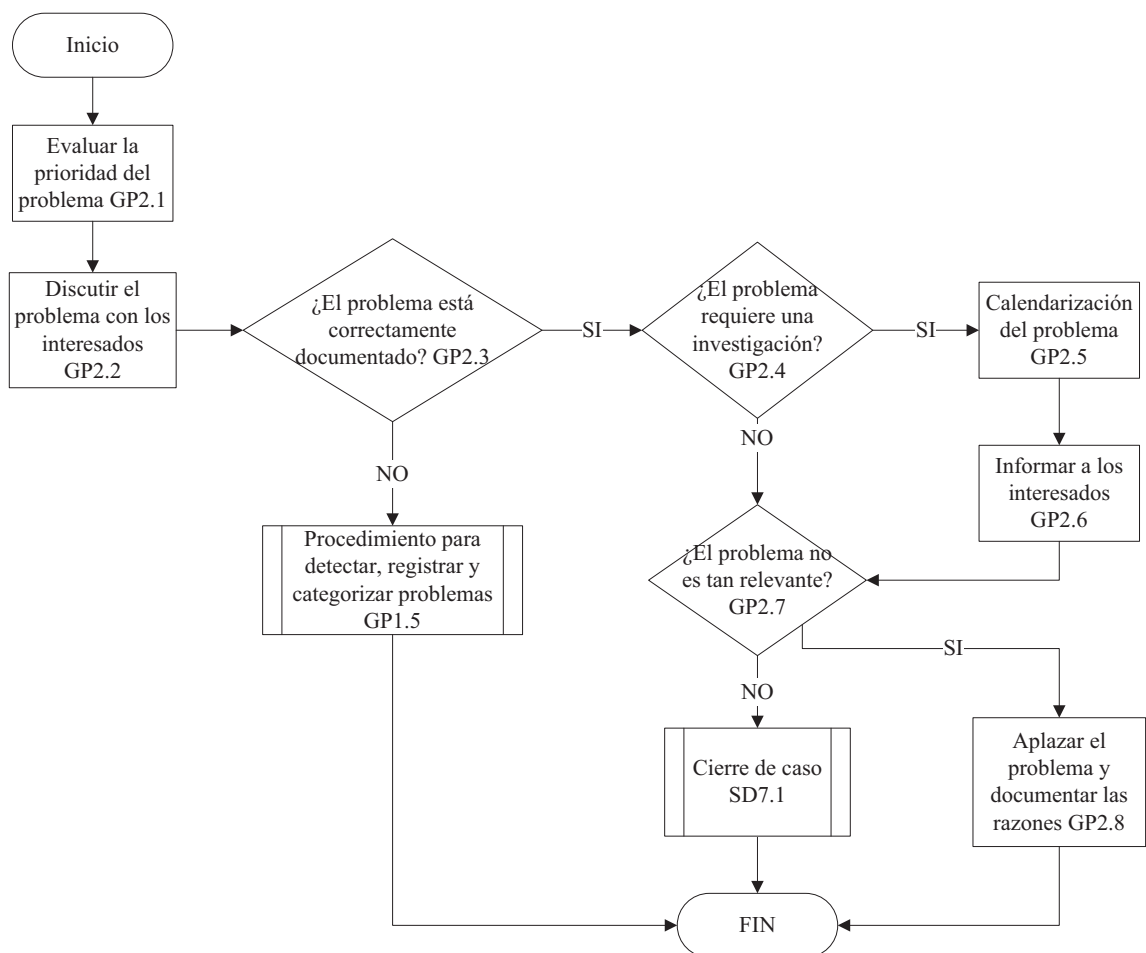 Inicio
Evaluar la
prioridad del
problema GP2.1
Discutir el
problema con los
interesados
GP2.2
¿El problema está
correctamente
documentado? GP2.3
SI
¿El problema
requiere una
investigación?
GP2.4
SI
Calendarización
del problema
GP2.5
NO
NO
Informar a los
interesados
GP2.6
Procedimiento para
detectar, registrar y
categorizar problemas
GP1.5
¿El problema no
es tan relevante?
GP2.7
SI
NO
Cierre de caso
SD7.1
Aplazar el
problema y
documentar las
razones GP2.8
FIN